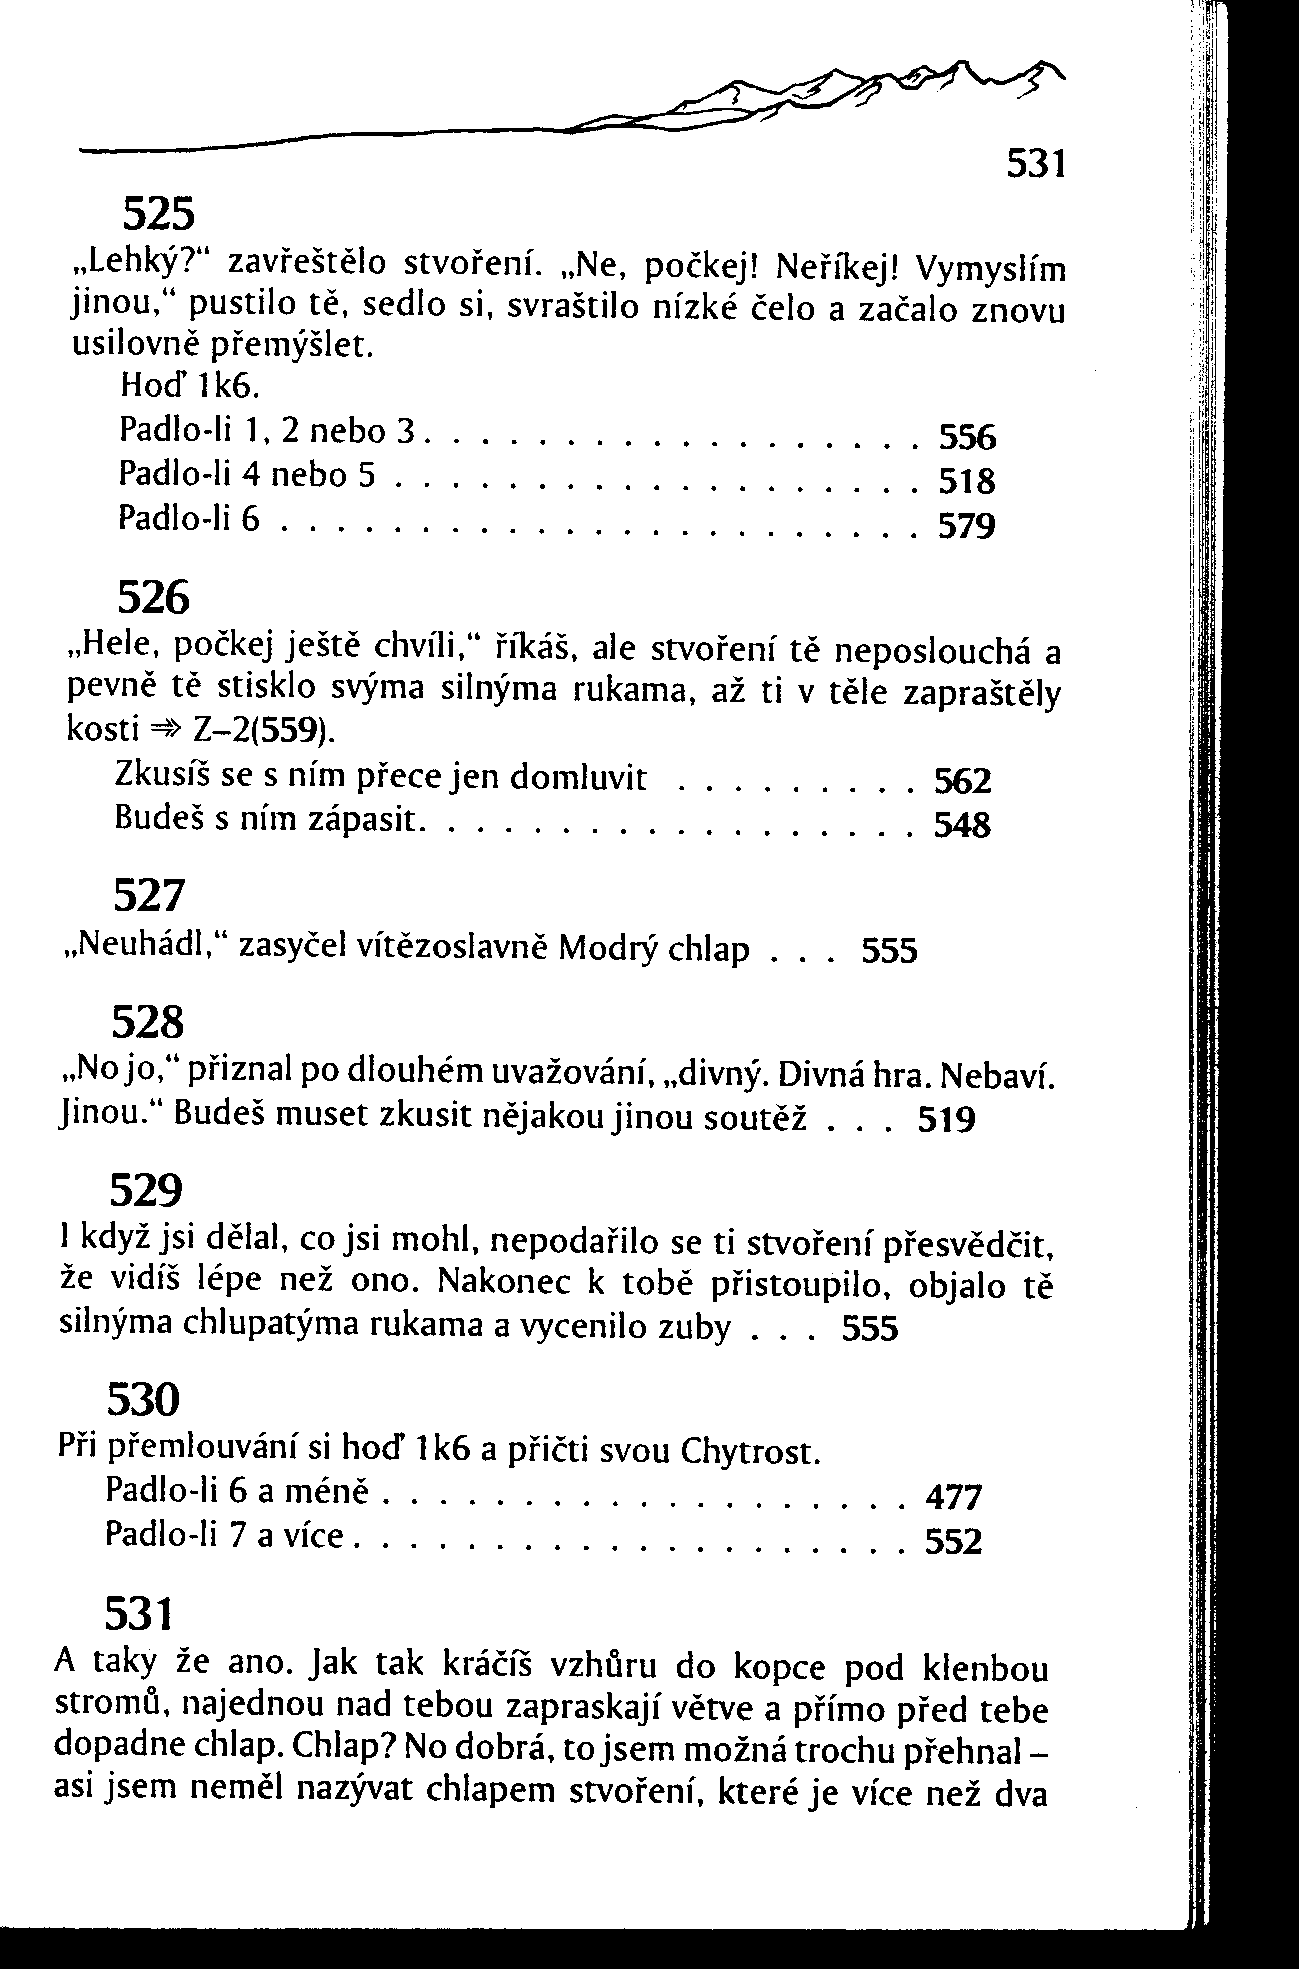 531
525
„Lehký?“ zavřeštělo stvoření. „Ne, počkej! Neříkej! Vymyslím
jinou,“ pustilo tě, sedlo si, svraštilo nízké čelo a začalo znovu
usilovně přemýšlet.
Hoď 1k6.
Padlo-li 1, 2 nebo 3. . . . . . . . . . . . . . . . . . 556
Padlo-li 4 nebo 5 . . . . . . . . . . . . . . . . . . . 518
Padlo-li 6 . . . . . . . . . . . . . . . . . . . . . . . 579
526
„Hele, počkej ještě chvíli,“ říkáš, ale stvoření tě neposlouchá a
pevně tě stisklo svýma silnýma rukama, až ti v těle zapraštěly
kosti ⇒ Z–2(559).
Zkusíš se s ním přece jen domluvit . . . . . . . . . 562
Budeš s ním zápasit. . . . . . . . . . . . . . . . . . 548
527
„Neuhádl,“ zasyčel vítězoslavně Modrý chlap . . . 555
528
„No jo,“ přiznal po dlouhém uvažování, „divný. Divná hra. Nebaví.
Jinou.“ Budeš muset zkusit nějakou jinou soutěž . . . 519
529
I když jsi dělal, co jsi mohl, nepodařilo se ti stvoření přesvědčit,
že vidíš lépe než ono. Nakonec k tobě přistoupilo, objalo tě
silnýma chlupatýma rukama a vycenilo zuby . . . 555
530
Při přemlouvání si hoď 1k6 a přičti svou Chytrost.
Padlo-li 6 a méně . . . . . . . . . . . . . . . . . . . 477
Padlo-li 7 a více. . . . . . . . . . . . . . . . . . . . 552
531
A taky že ano. Jak tak kráčíš vzhůru do kopce pod klenbou
stromů, najednou nad tebou zapraskají větve a přímo před tebe
dopadne chlap. Chlap? No dobrá, to jsem možná trochu přehnal –
asi jsem neměl nazývat chlapem stvoření, které je více než dva